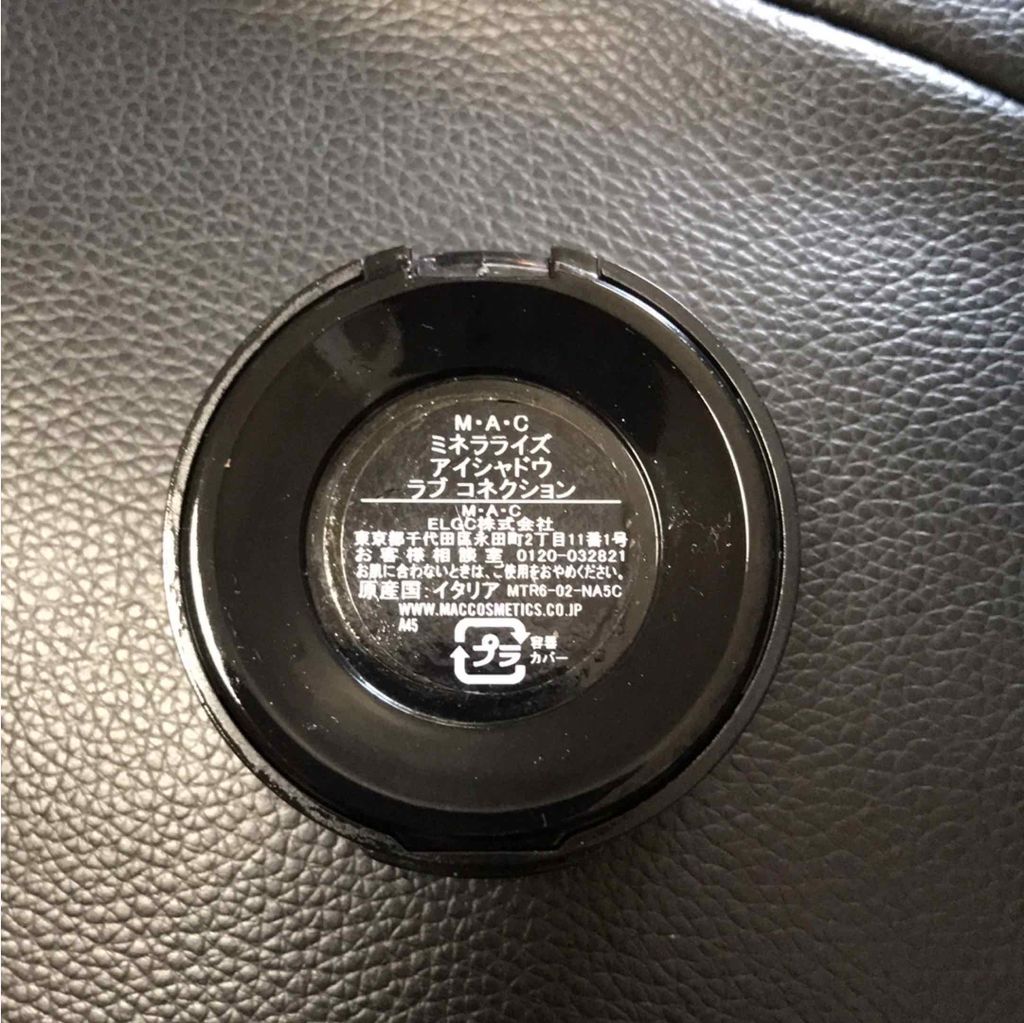 M・A・C
ミネラライズ
アイシャドウ
ラブ コネクション
M・A・C
ELGC株式会社
東京都千代田区永田町2丁目11番1号
お客様相談室 0120-032821
お肌に合わないときは、ご使用をおやめください。
原産国:イタリア MTR6-02-NA5C
WWW.MACCOSMETICS.CO.JP
A45
プラ
容器
カバー